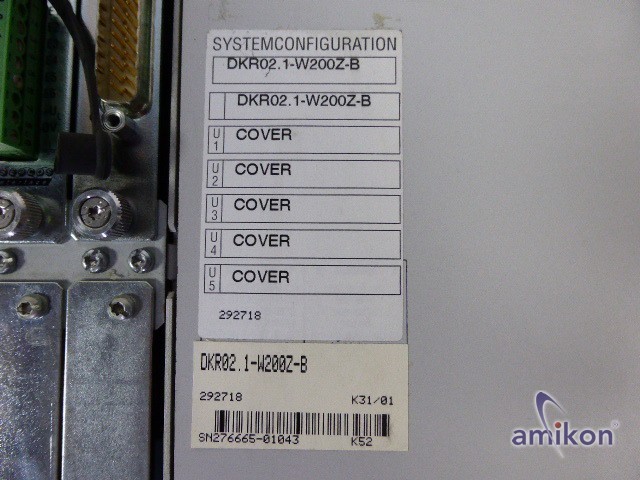 SYSTEMCONFIGURATION
DKR02.1-W200Z-B
DKR02.1-W200Z-B
U1 COVER
U2 COVER
U3 COVER
U4 COVER
U5 COVER
292718
DKR02.1-W200Z-B
292718 K31/01
SN276665-01043 K52
amikon